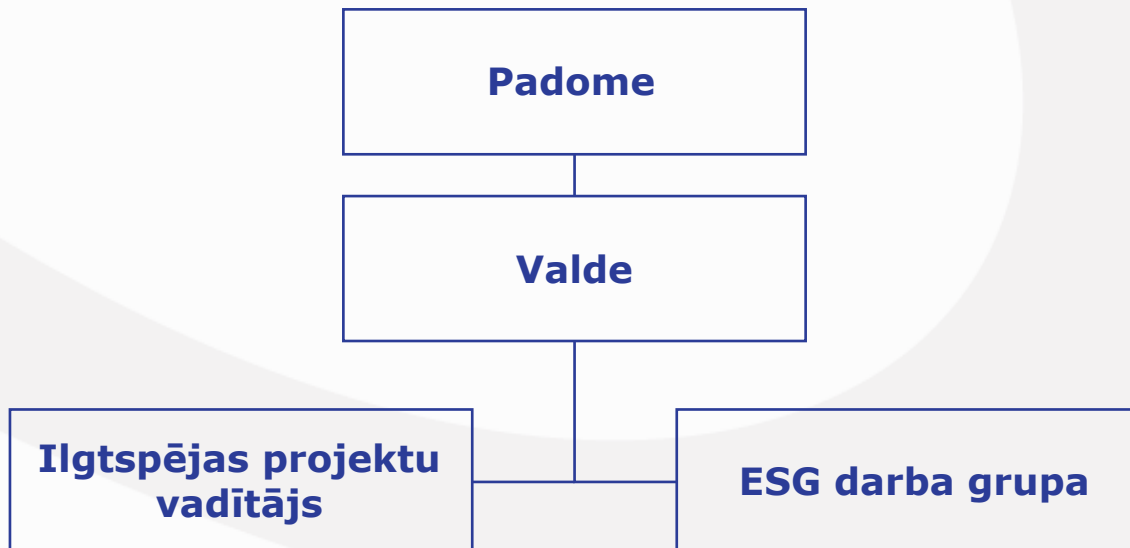 Padome
Valde
Ilgtspējas projektu
vadītājs
ESG darba grupa